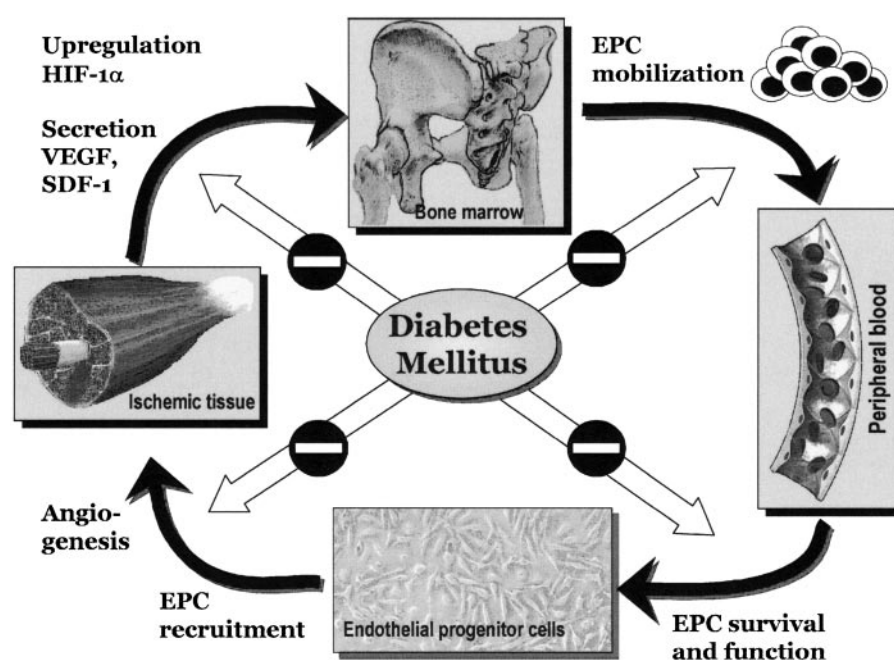 Upregulation
HIF-1α
Secretion
VEGF,
SDF-1
Bone marrow
EPC
mobilization
Diabetes
Mellitus
Ischemic tissue
Peripheral blood
Angio-
genesis
EPC
recruitment
Endothelial progenitor cells
EPC survival
and function